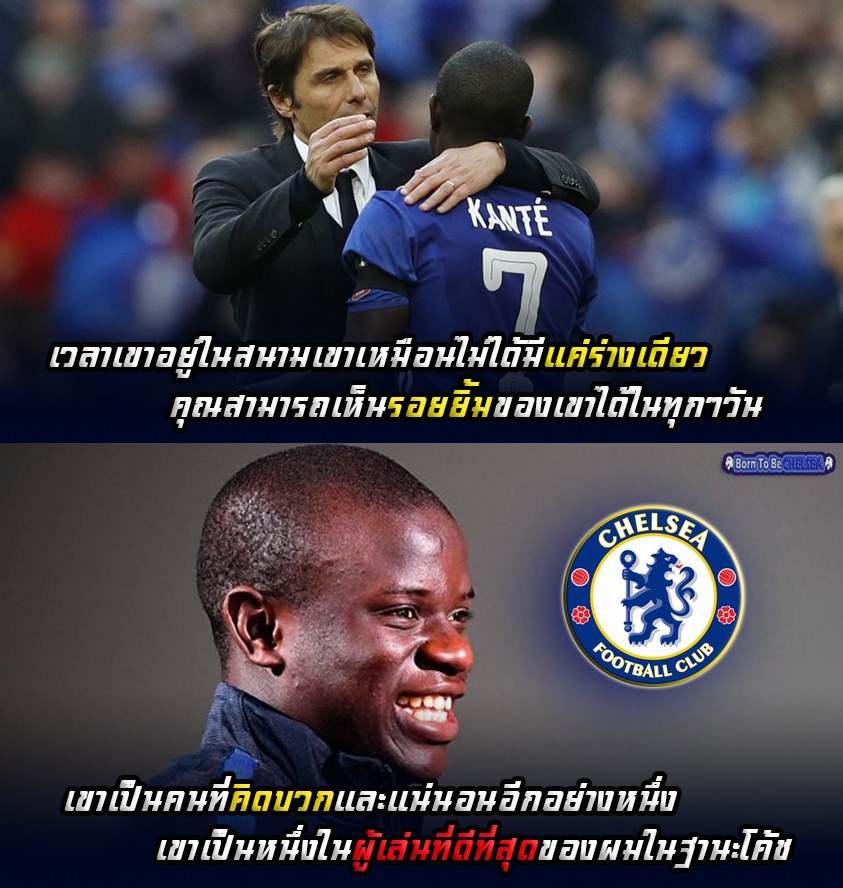 KANTÉ
7
เวลาเขาอยู่ในสนามเขาเหมือนไม่ได้มีแค่ร่างเดียว
คุณสามารถเห็นรอยยิ้มของเขาได้ในทุกๆวัน
Born To Be CHELSEA
CHELSEA
FOOTBALL CLUB
เขาเป็นคนที่คิดบวกและแน่นอนอีกอย่างหนึ่ง
เขาเป็นหนึ่งในผู้เล่นที่ดีที่สุดของผมในฐานะโค้ช